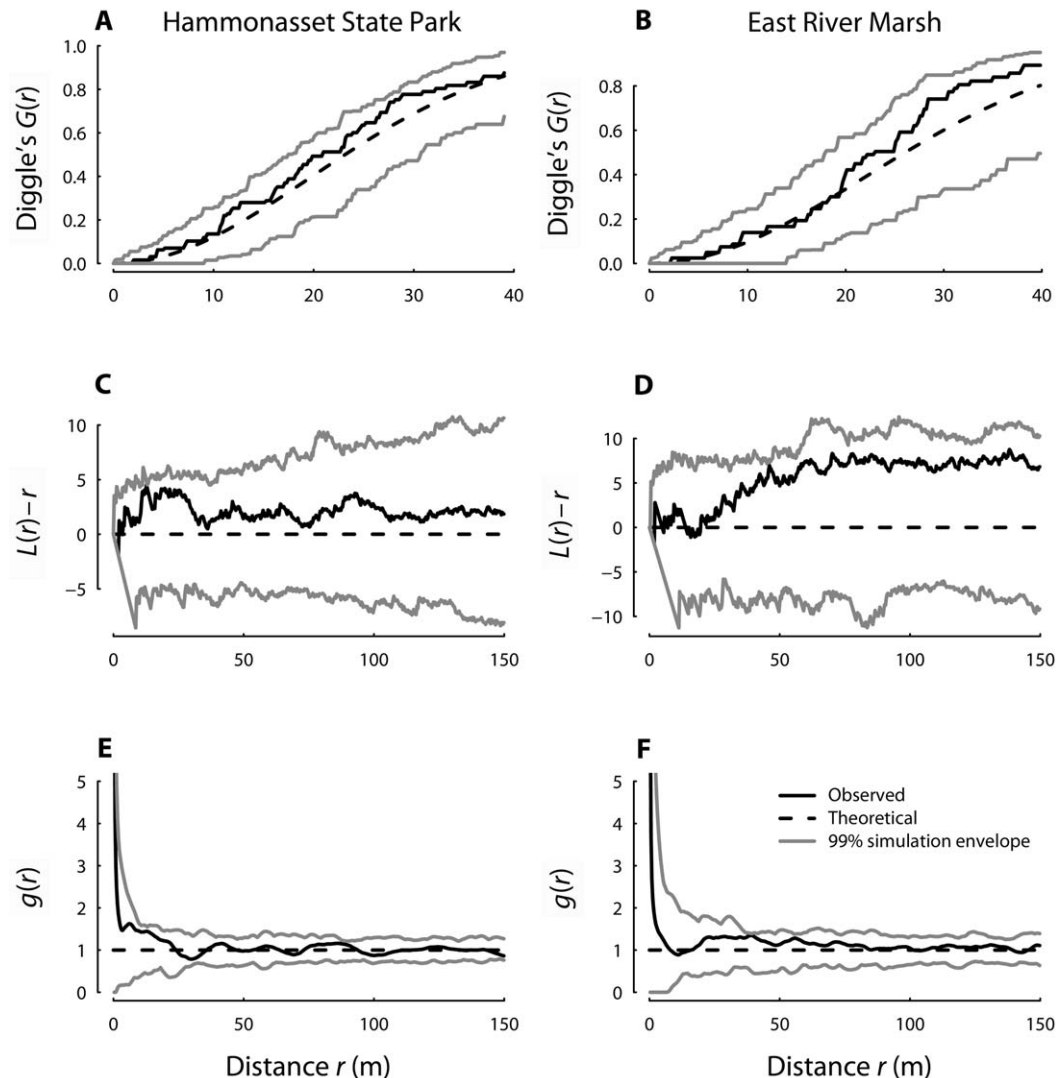 A Hammonasset State Park
B East River Marsh
Diggle's G(r)
1.0
0.8
0.6
0.4
0.2
0.0
0 10 20 30 40
Diggle's G(r)
0.8
0.6
0.4
0.2
0.0
0 10 20 30 40
C
L(r) – r
10
5
0
−5
0 50 100 150
D
L(r) – r
10
5
0
−5
−10
0 50 100 150
E
g(r)
5
4
3
2
1
0
0 50 100 150
Distance r (m)
F
Observed
Theoretical
99% simulation envelope
g(r)
5
4
3
2
1
0
0 50 100 150
Distance r (m)